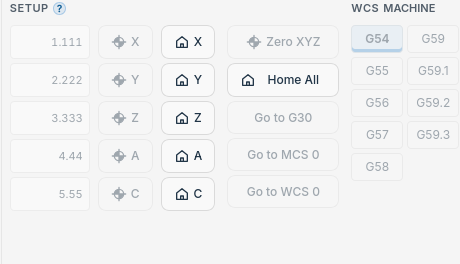 SETUP ? WCS MACHINE
1.111 X X Zero XYZ G54 G59
2.222 Y Y Home All G55 G59.1
3.333 Z Z Go to G30 G56 G59.2
4.44 A A Go to MCS 0 G57 G59.3
5.55 C C Go to WCS 0 G58